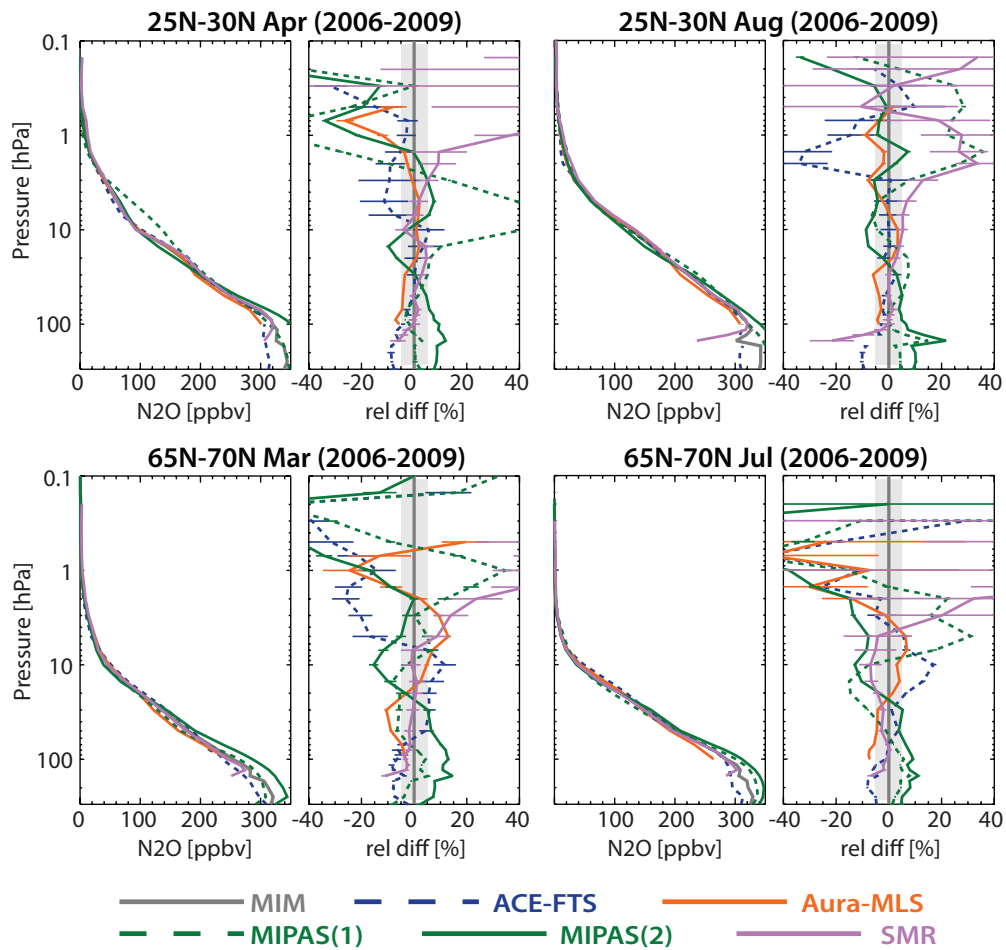 25N-30N Apr (2006-2009) 25N-30N Aug (2006-2009)
0.1
1
10
100
Pressure [hPa]
0 100 200 300 -40 -20 0 20 40 0 100 200 300 -40 -20 0 20 40
N2O [ppbv] rel diff [%] N2O [ppbv] rel diff [%]
65N-70N Mar (2006-2009) 65N-70N Jul (2006-2009)
0.1
1
10
100
Pressure [hPa]
0 100 200 300 -40 -20 0 20 40 0 100 200 300 -40 -20 0 20 40
N2O [ppbv] rel diff [%] N2O [ppbv] rel diff [%]
MIM ACE-FTS Aura-MLS
MIPAS(1) MIPAS(2) SMR